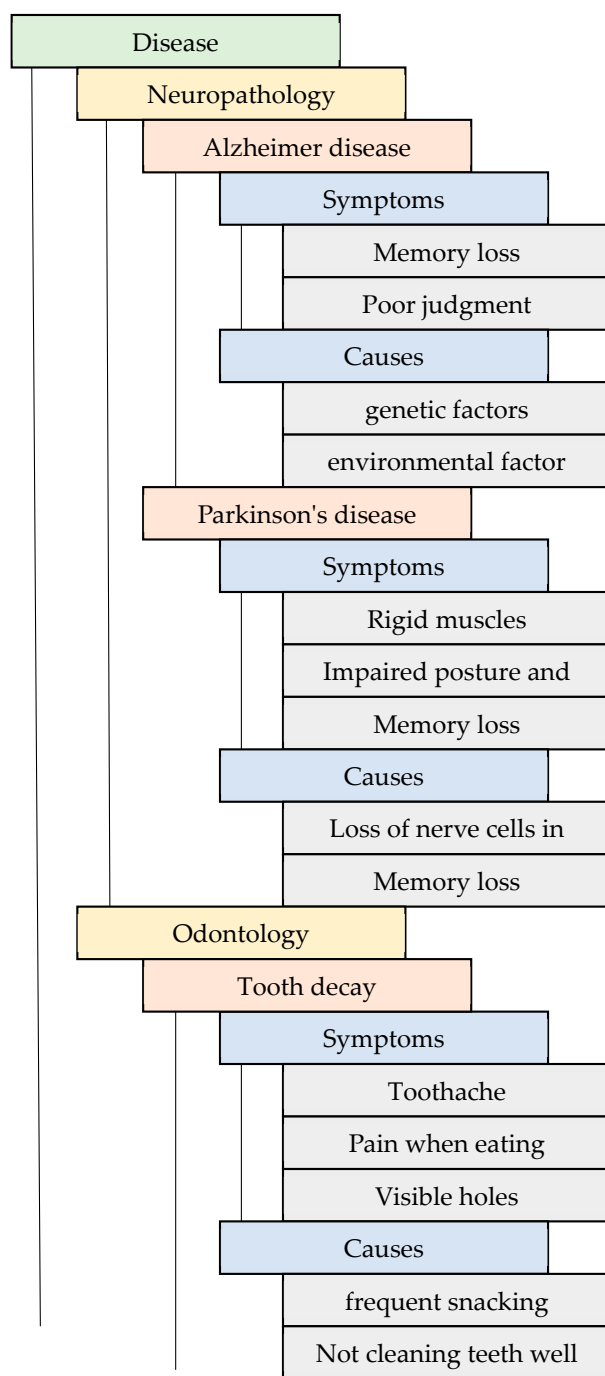 Disease
Neuropathology
Alzheimer disease
Symptoms
Memory loss
Poor judgment
Causes
genetic factors
environmental factor
Parkinson's disease
Symptoms
Rigid muscles
Impaired posture and
Memory loss
Causes
Loss of nerve cells in
Memory loss
Odontology
Tooth decay
Symptoms
Toothache
Pain when eating
Visible holes
Causes
frequent snacking
Not cleaning teeth well